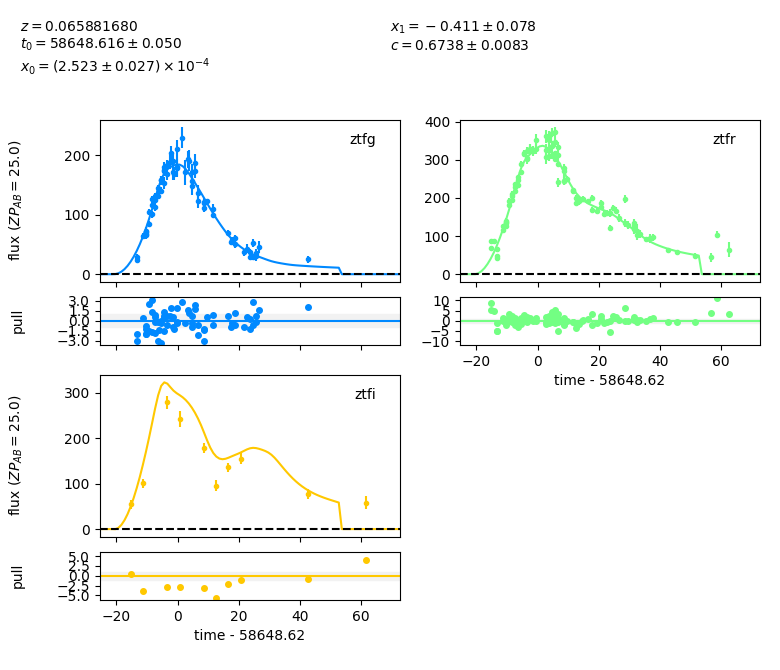 z = 0.065881680
t₀ = 58648.616 ± 0.050
x₀ = (2.523 ± 0.027) × 10⁻⁴
x₁ = −0.411 ± 0.078
c = 0.6738 ± 0.0083
flux (ZP_AB = 25.0)
200
100
0
ztfg
400
300
200
100
0
ztfr
pull
3.0
1.5
0.0
−1.5
−3.0
10
5
0
−5
−10
−20 0 20 40 60
time - 58648.62
flux (ZP_AB = 25.0)
300
200
100
0
ztfi
pull
5.0
2.5
0.0
−2.5
−5.0
−20 0 20 40 60
time - 58648.62